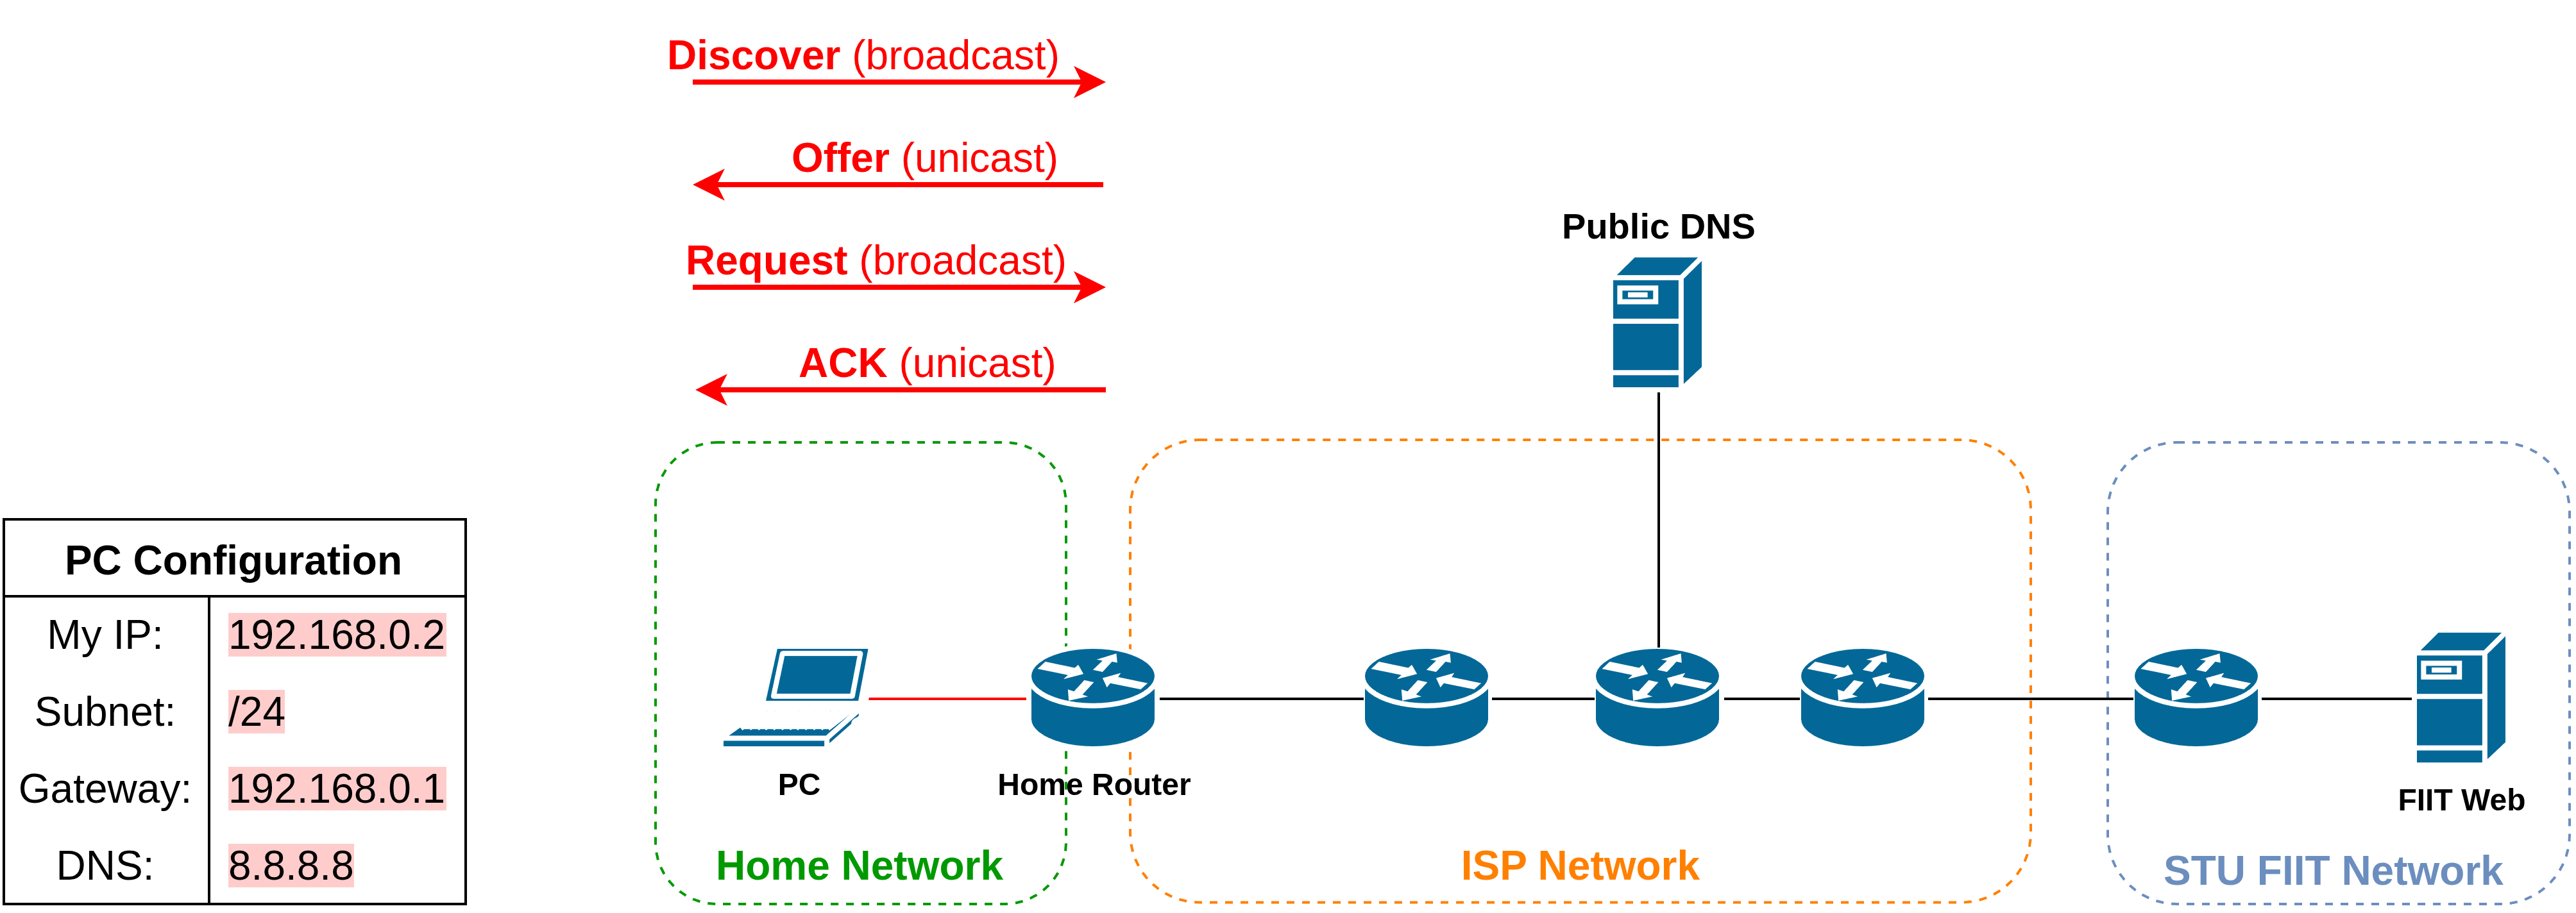 Discover (broadcast)
Offer (unicast)
Request (broadcast)
ACK (unicast)
Public DNS
PC Configuration
My IP: 192.168.0.2
Subnet: /24
Gateway: 192.168.0.1
DNS: 8.8.8.8
PC
Home Router
FIIT Web
Home Network
ISP Network
STU FIIT Network